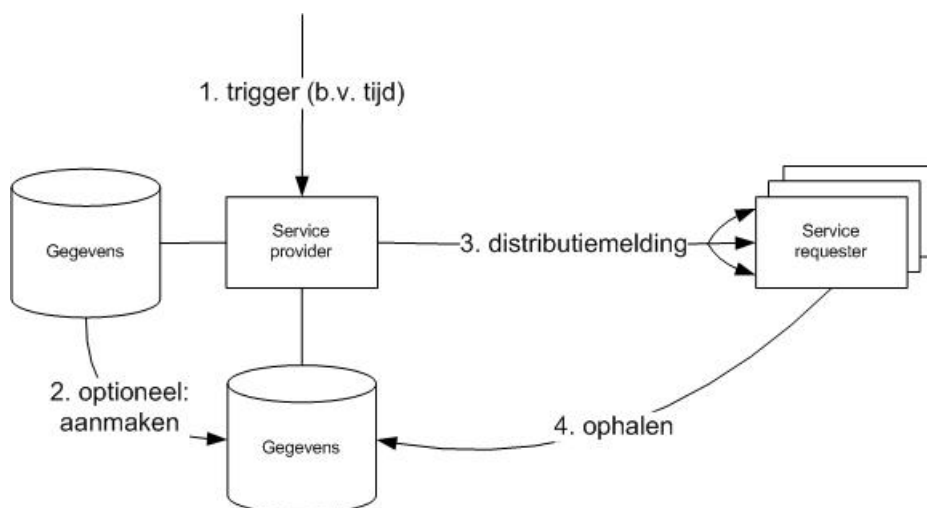 1. trigger (b.v. tijd)
Gegevens
Service
provider
3. distributiemelding
Service
requester
2. optioneel:
aanmaken
Gegevens
4. ophalen